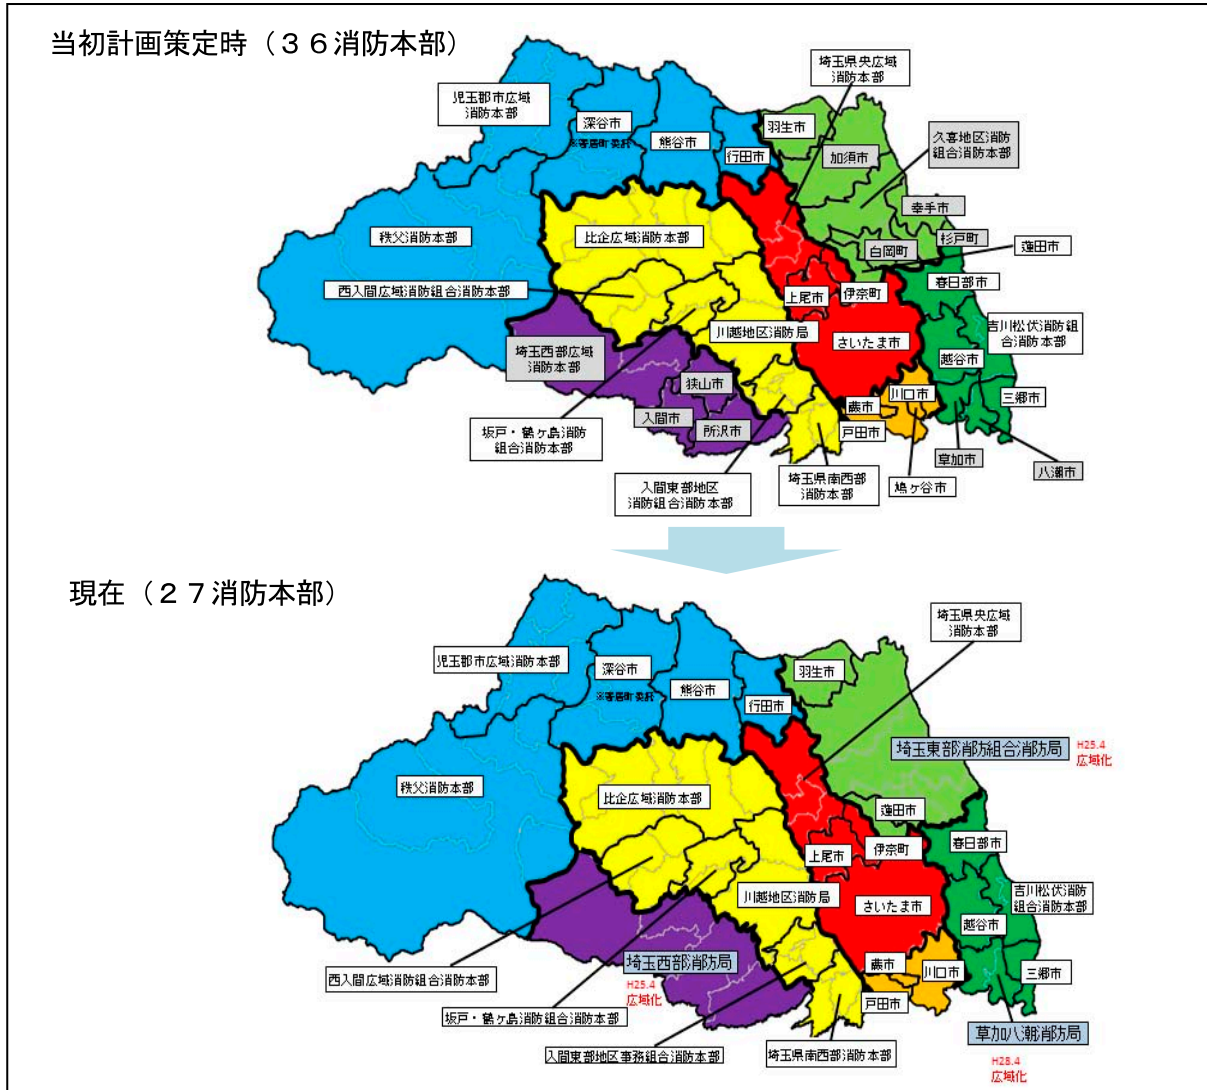 当初計画策定時（３６消防本部）
埼玉県央広域
消防本部
児玉郡市広域
消防本部
深谷市
※寄居町委託
熊谷市
行田市
羽生市
加須市
久喜地区消防
組合消防本部
幸手市
杉戸町
白岡町
蓮田市
秩父消防本部
比企広域消防本部
西入間広域消防組合消防本部
上尾市
伊奈町
春日部市
川越地区消防局
さいたま市
吉川松伏消防組
合消防本部
越谷市
埼玉西部広域
消防本部
狭山市
入間市
所沢市
川口市
蕨市
戸田市
三郷市
坂戸・鶴ヶ島消防
組合消防本部
入間東部地区
消防組合消防本部
埼玉県南西部
消防本部
鳩ヶ谷市
草加市
八潮市
現在（２７消防本部）
埼玉県央広域
消防本部
児玉郡市広域消防本部
深谷市
※寄居町委託
熊谷市
行田市
羽生市
埼玉東部消防組合消防局
H25.4
広域化
秩父消防本部
比企広域消防本部
蓮田市
上尾市
伊奈町
春日部市
川越地区消防局
さいたま市
吉川松伏消防
組合消防本部
越谷市
埼玉西部消防局
H25.4
広域化
西入間広域消防組合消防本部
蕨市
川口市
三郷市
戸田市
坂戸・鶴ヶ島消防組合消防本部
入間東部地区事務組合消防本部
埼玉県南西部消防本部
草加八潮消防局
H28.4
広域化